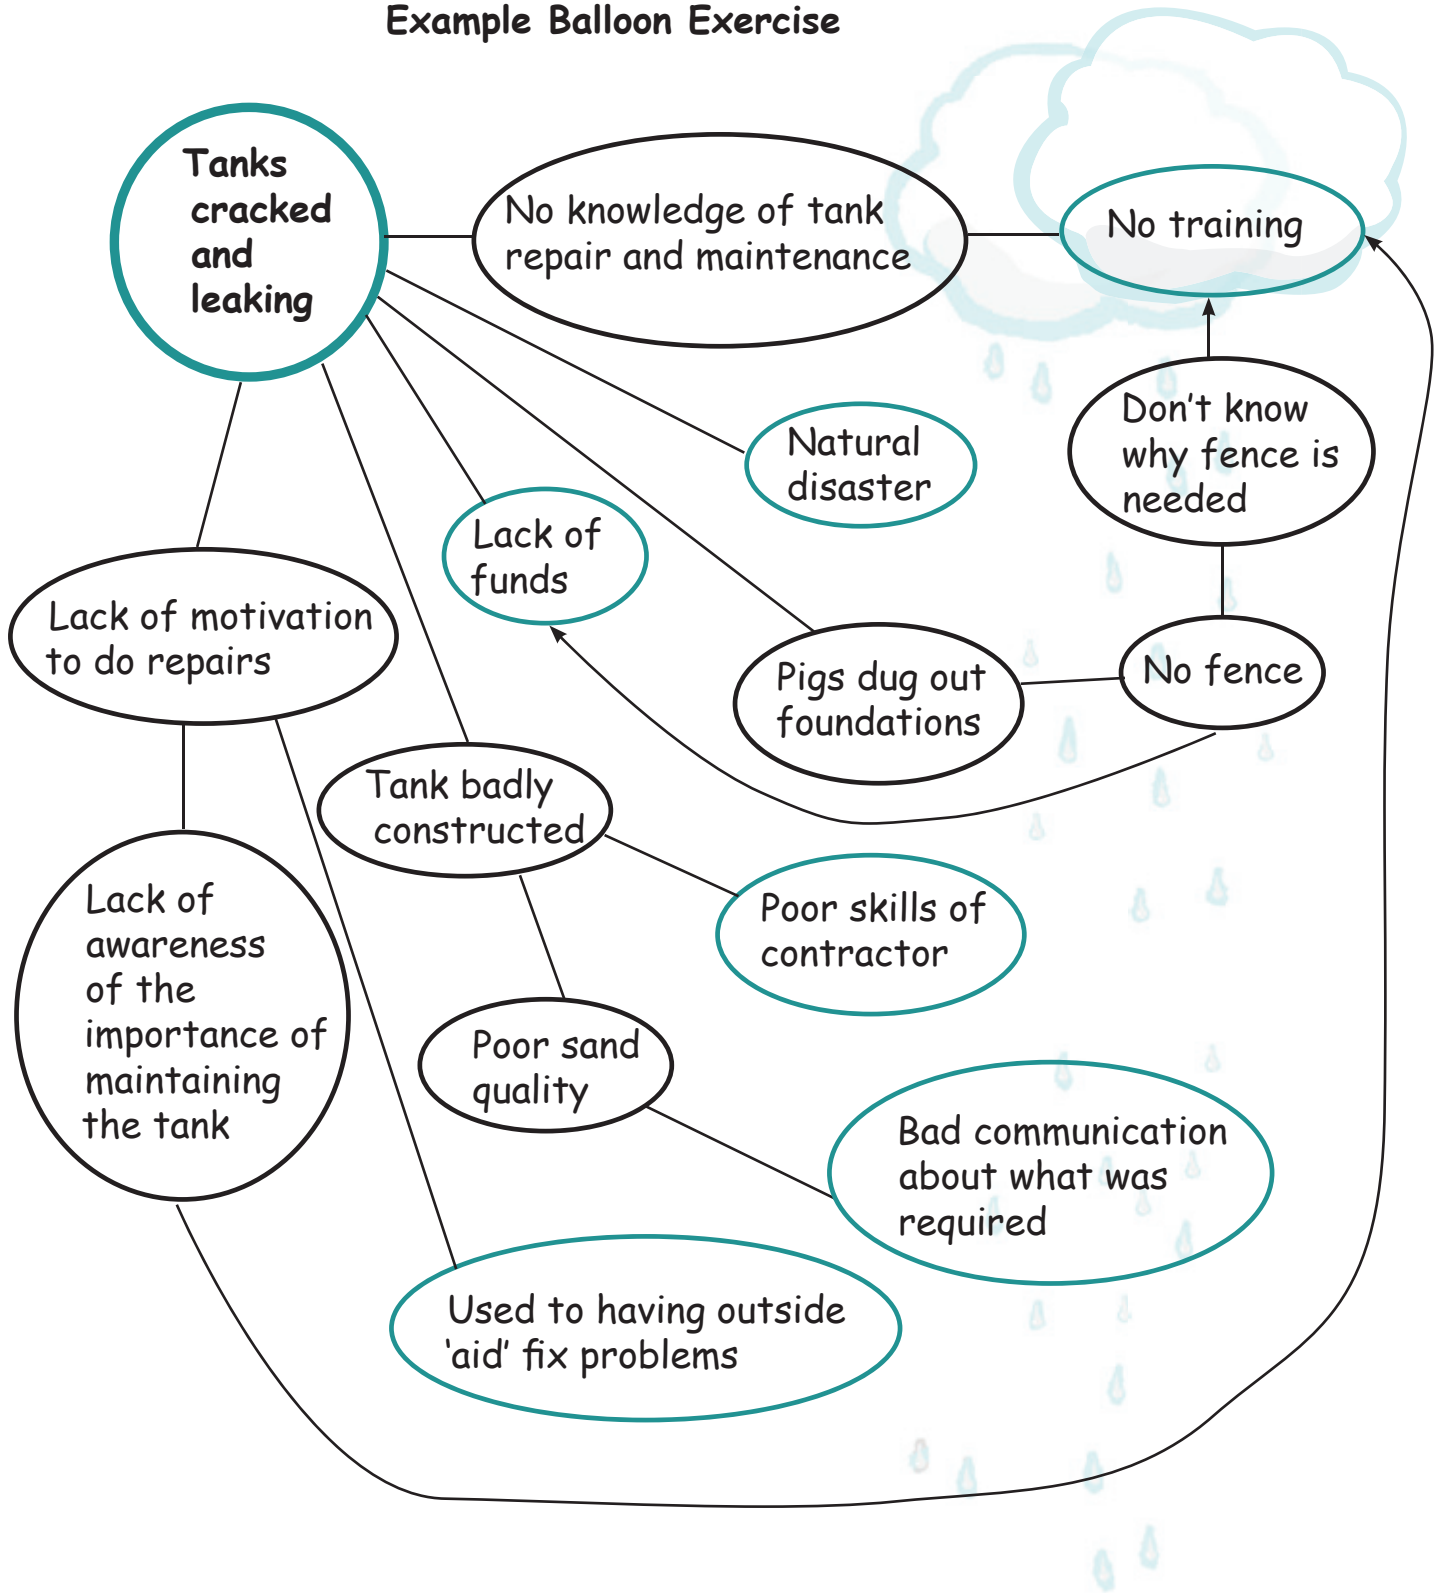 Example Balloon Exercise
Tanks
cracked
and
leaking
No knowledge of tank
repair and maintenance
No training
Natural
disaster
Don't know
why fence is
needed
Lack of
funds
Lack of motivation
to do repairs
Pigs dug out
foundations
No fence
Tank badly
constructed
Lack of
awareness
of the
importance of
maintaining
the tank
Poor skills of
contractor
Poor sand
quality
Bad communication
about what was
required
Used to having outside
‘aid’ fix problems